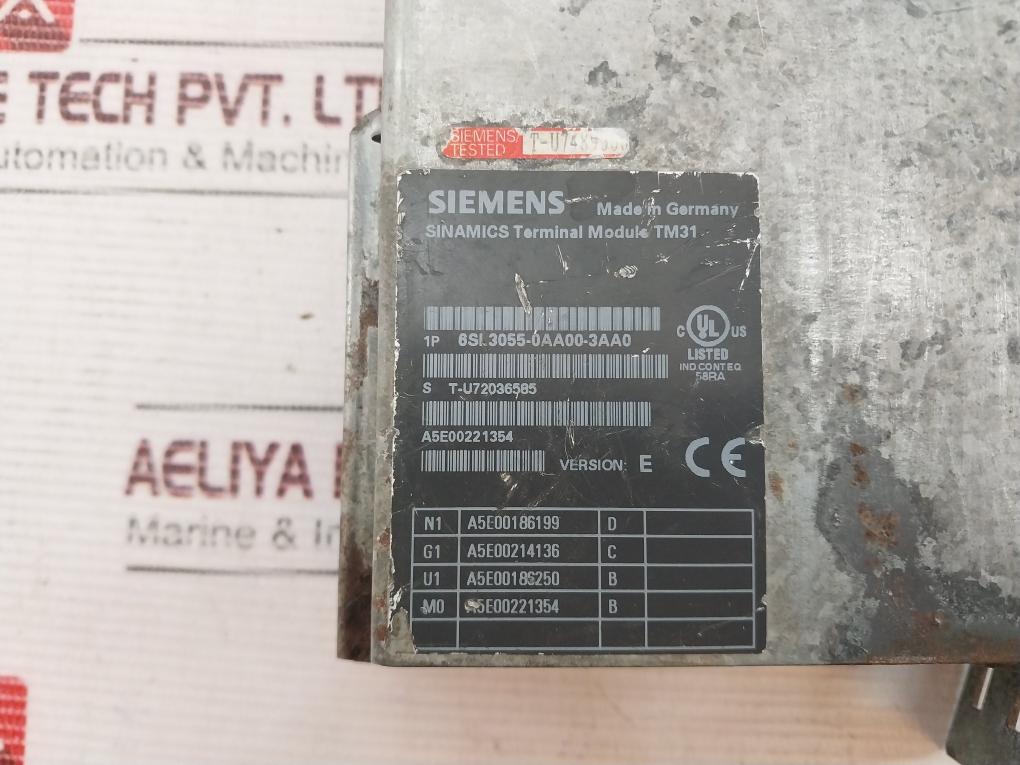 E TECH PVT. LT
utomation & Machin
SIEMENS/
TESTED
SIEMENS Made in Germany
SINAMICS Terminal Module TM31
1P 6SL3055-0AA00-3AA0
S T-U72036585
A5E00221354
VERSION: E
C UL US
LISTED
IND CONT EQ
58RA
CE
N1 A5E00186199 D
G1 A5E00214136 C
U1 B
M0 A5E00221354 B
AELIYA
Marine & In